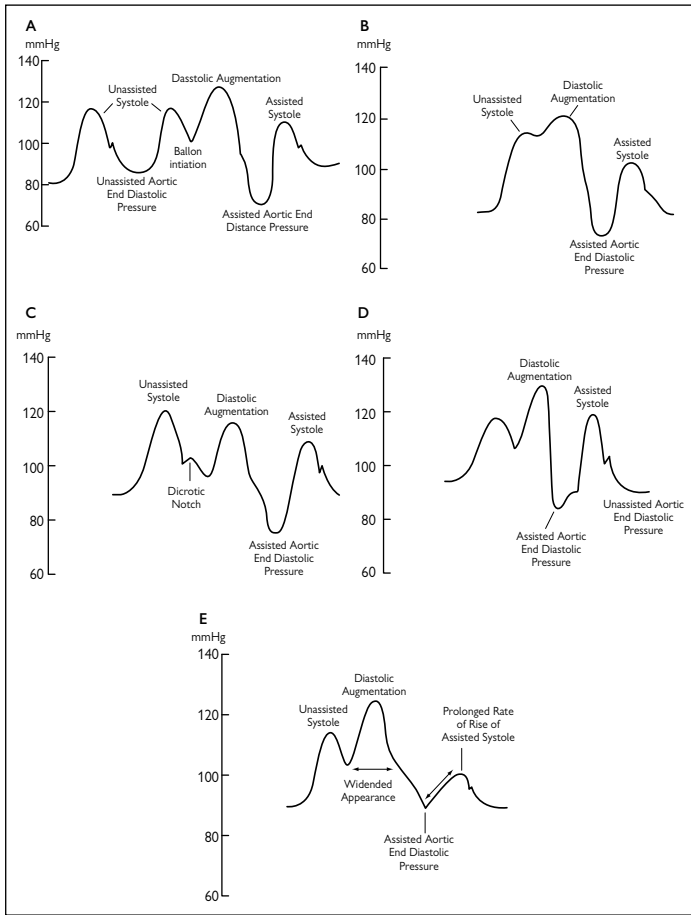 A
mmHg
140
120
100
80
60
Unassisted
Systole
Dasstolic Augmentation
Assisted
Systole
Ballon
intiation
Unassisted Aortic
End Diastolic
Pressure
Assisted Aortic End
Distance Pressure
B
mmHg
140
120
100
80
60
Unassisted
Systole
Diastolic
Augmentation
Assisted
Systole
Assisted Aortic
End Diastolic
Pressure
C
mmHg
140
120
100
80
60
Unassisted
Systole
Diastolic
Augmentation
Assisted
Systole
Dicrotic
Notch
Assisted Aortic
End Diastolic
Pressure
D
mmHg
140
120
100
80
60
Diastolic
Augmentation
Assisted
Systole
Unassisted Aortic
End Diastolic
Pressure
Assisted Aortic
End Diastolic
Pressure
E
mmHg
140
120
100
80
60
Unassisted
Systole
Diastolic
Augmentation
Prolonged Rate
of Rise of
Assisted Systole
Widended
Appearance
Assisted Aortic
End Diastolic
Pressure